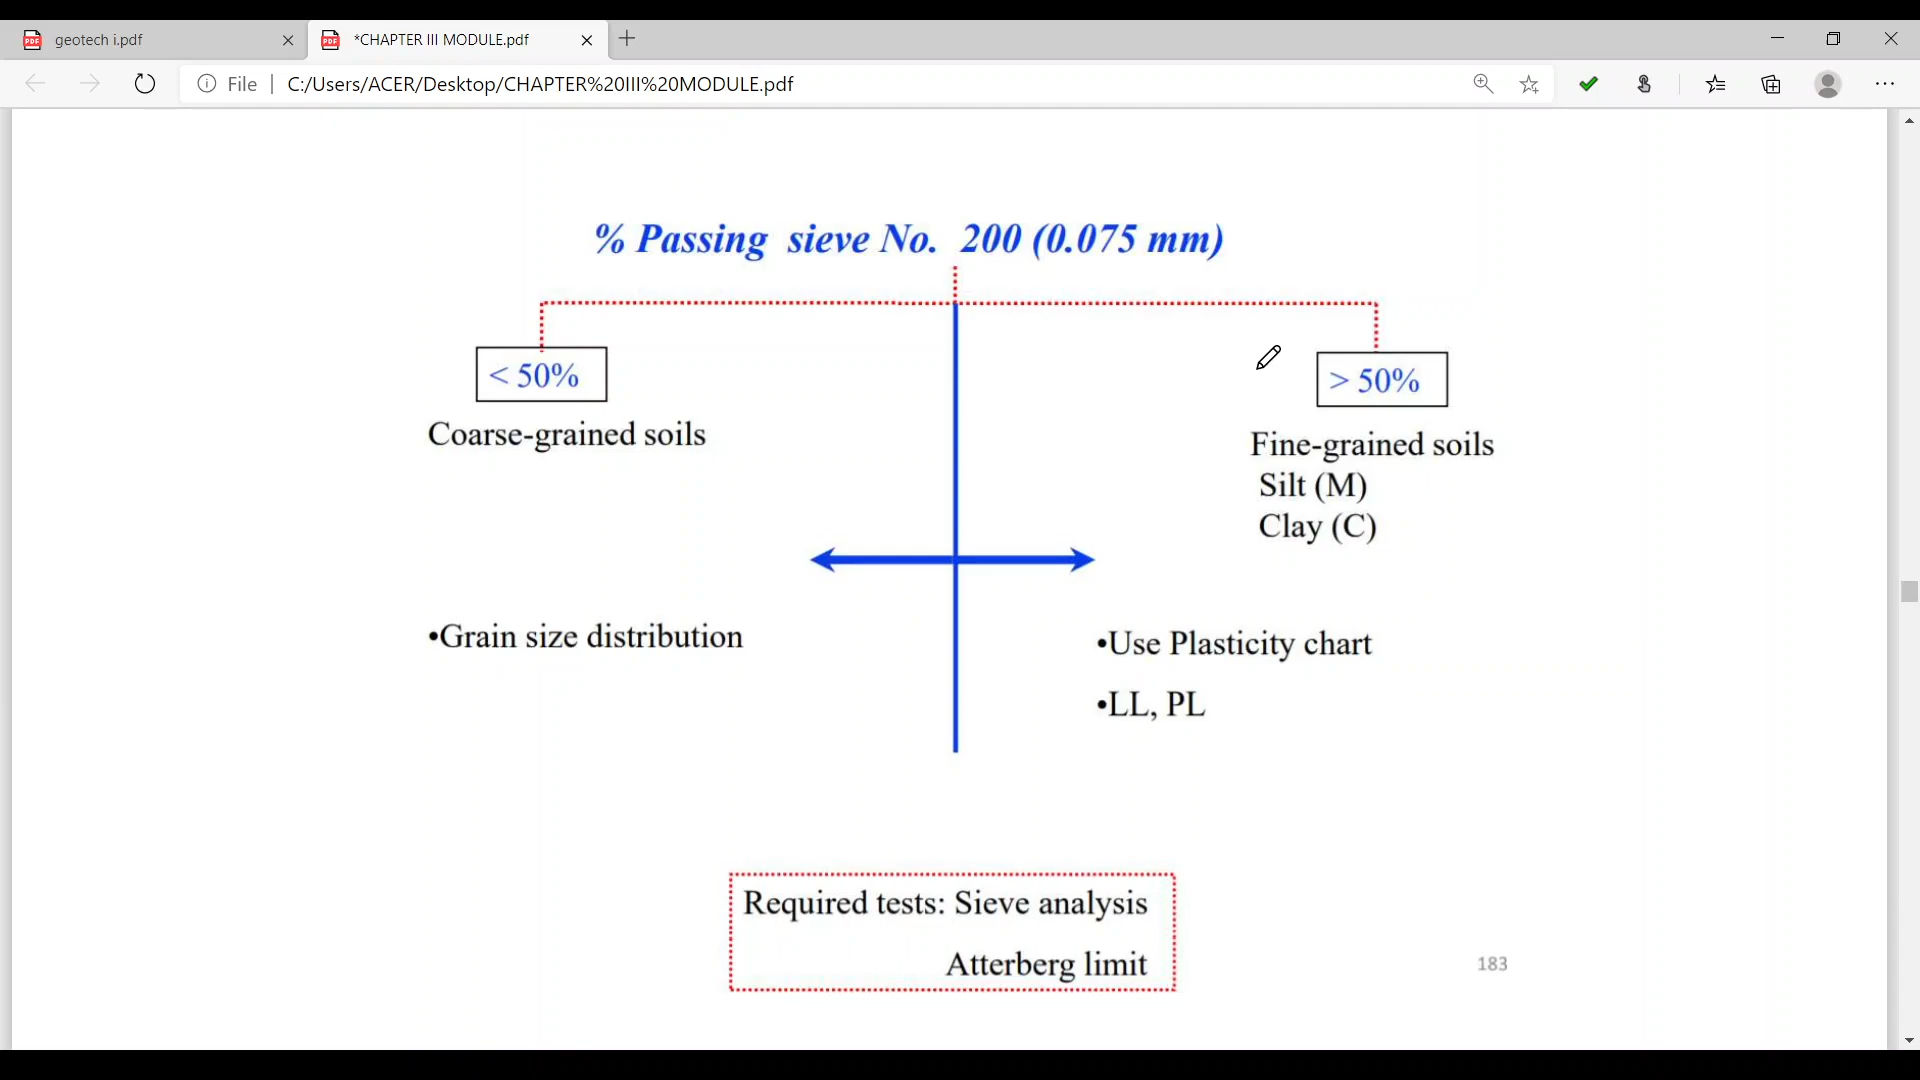 geotech i.pdf
*CHAPTER III MODULE.pdf
File
C:/Users/ACER/Desktop/CHAPTER%20III%20MODULE.pdf
% Passing sieve No. 200 (0.075 mm)
< 50%
Coarse-grained soils
•Grain size distribution
> 50%
Fine-grained soils
Silt (M)
Clay (C)
•Use Plasticity chart
•LL, PL
Required tests: Sieve analysis
Atterberg limit
183